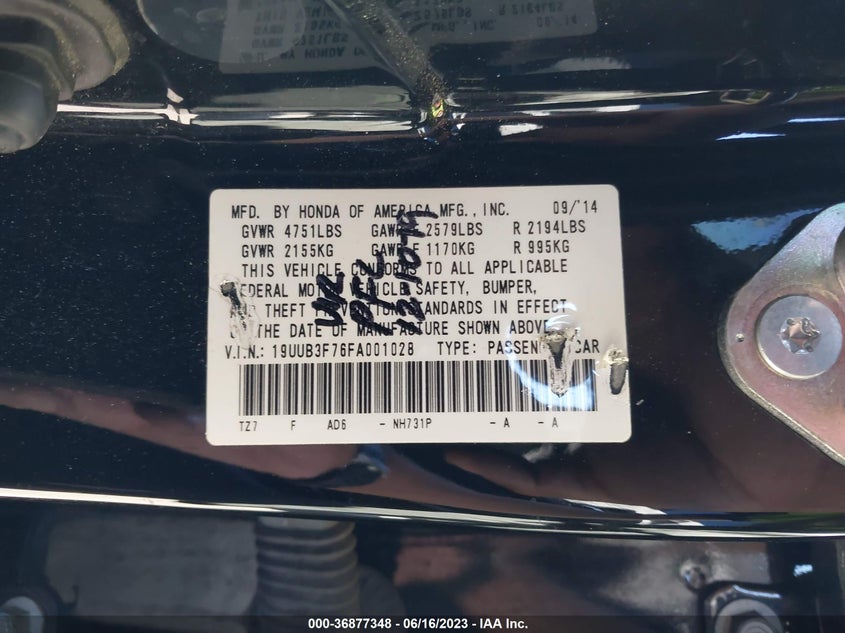 MFD. BY HONDA OF AMERICA MFG., INC. 09/'14
GVWR 4751LBS GAWR F 2579LBS R 2194LBS
GVWR 2155KG GAWR F 1170KG R 995KG
THIS VEHICLE CONFORMS TO ALL APPLICABLE
FEDERAL MOTOR VEHICLE SAFETY, BUMPER,
AND THEFT PREVENTION STANDARDS IN EFFECT
ON THE DATE OF MANUFACTURE SHOWN ABOVE.
V.I.N.: 19UUB3F76FA001028 TYPE: PASSENGER CAR
TZ7 F AD6 - NH731P - A - A
000-36877348 - 06/16/2023 - IAA Inc.